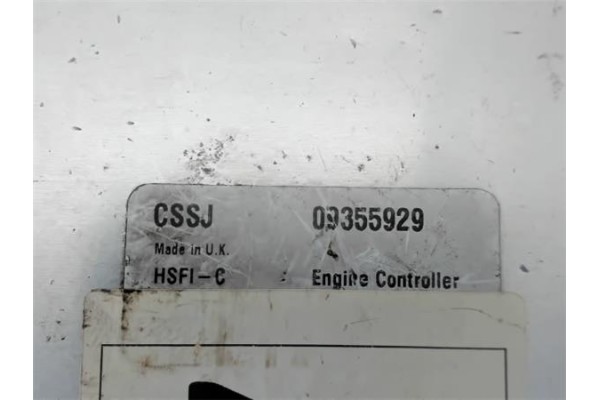 CSSJ 09355929
Made in U.K.
HSFI-C Engine Controller